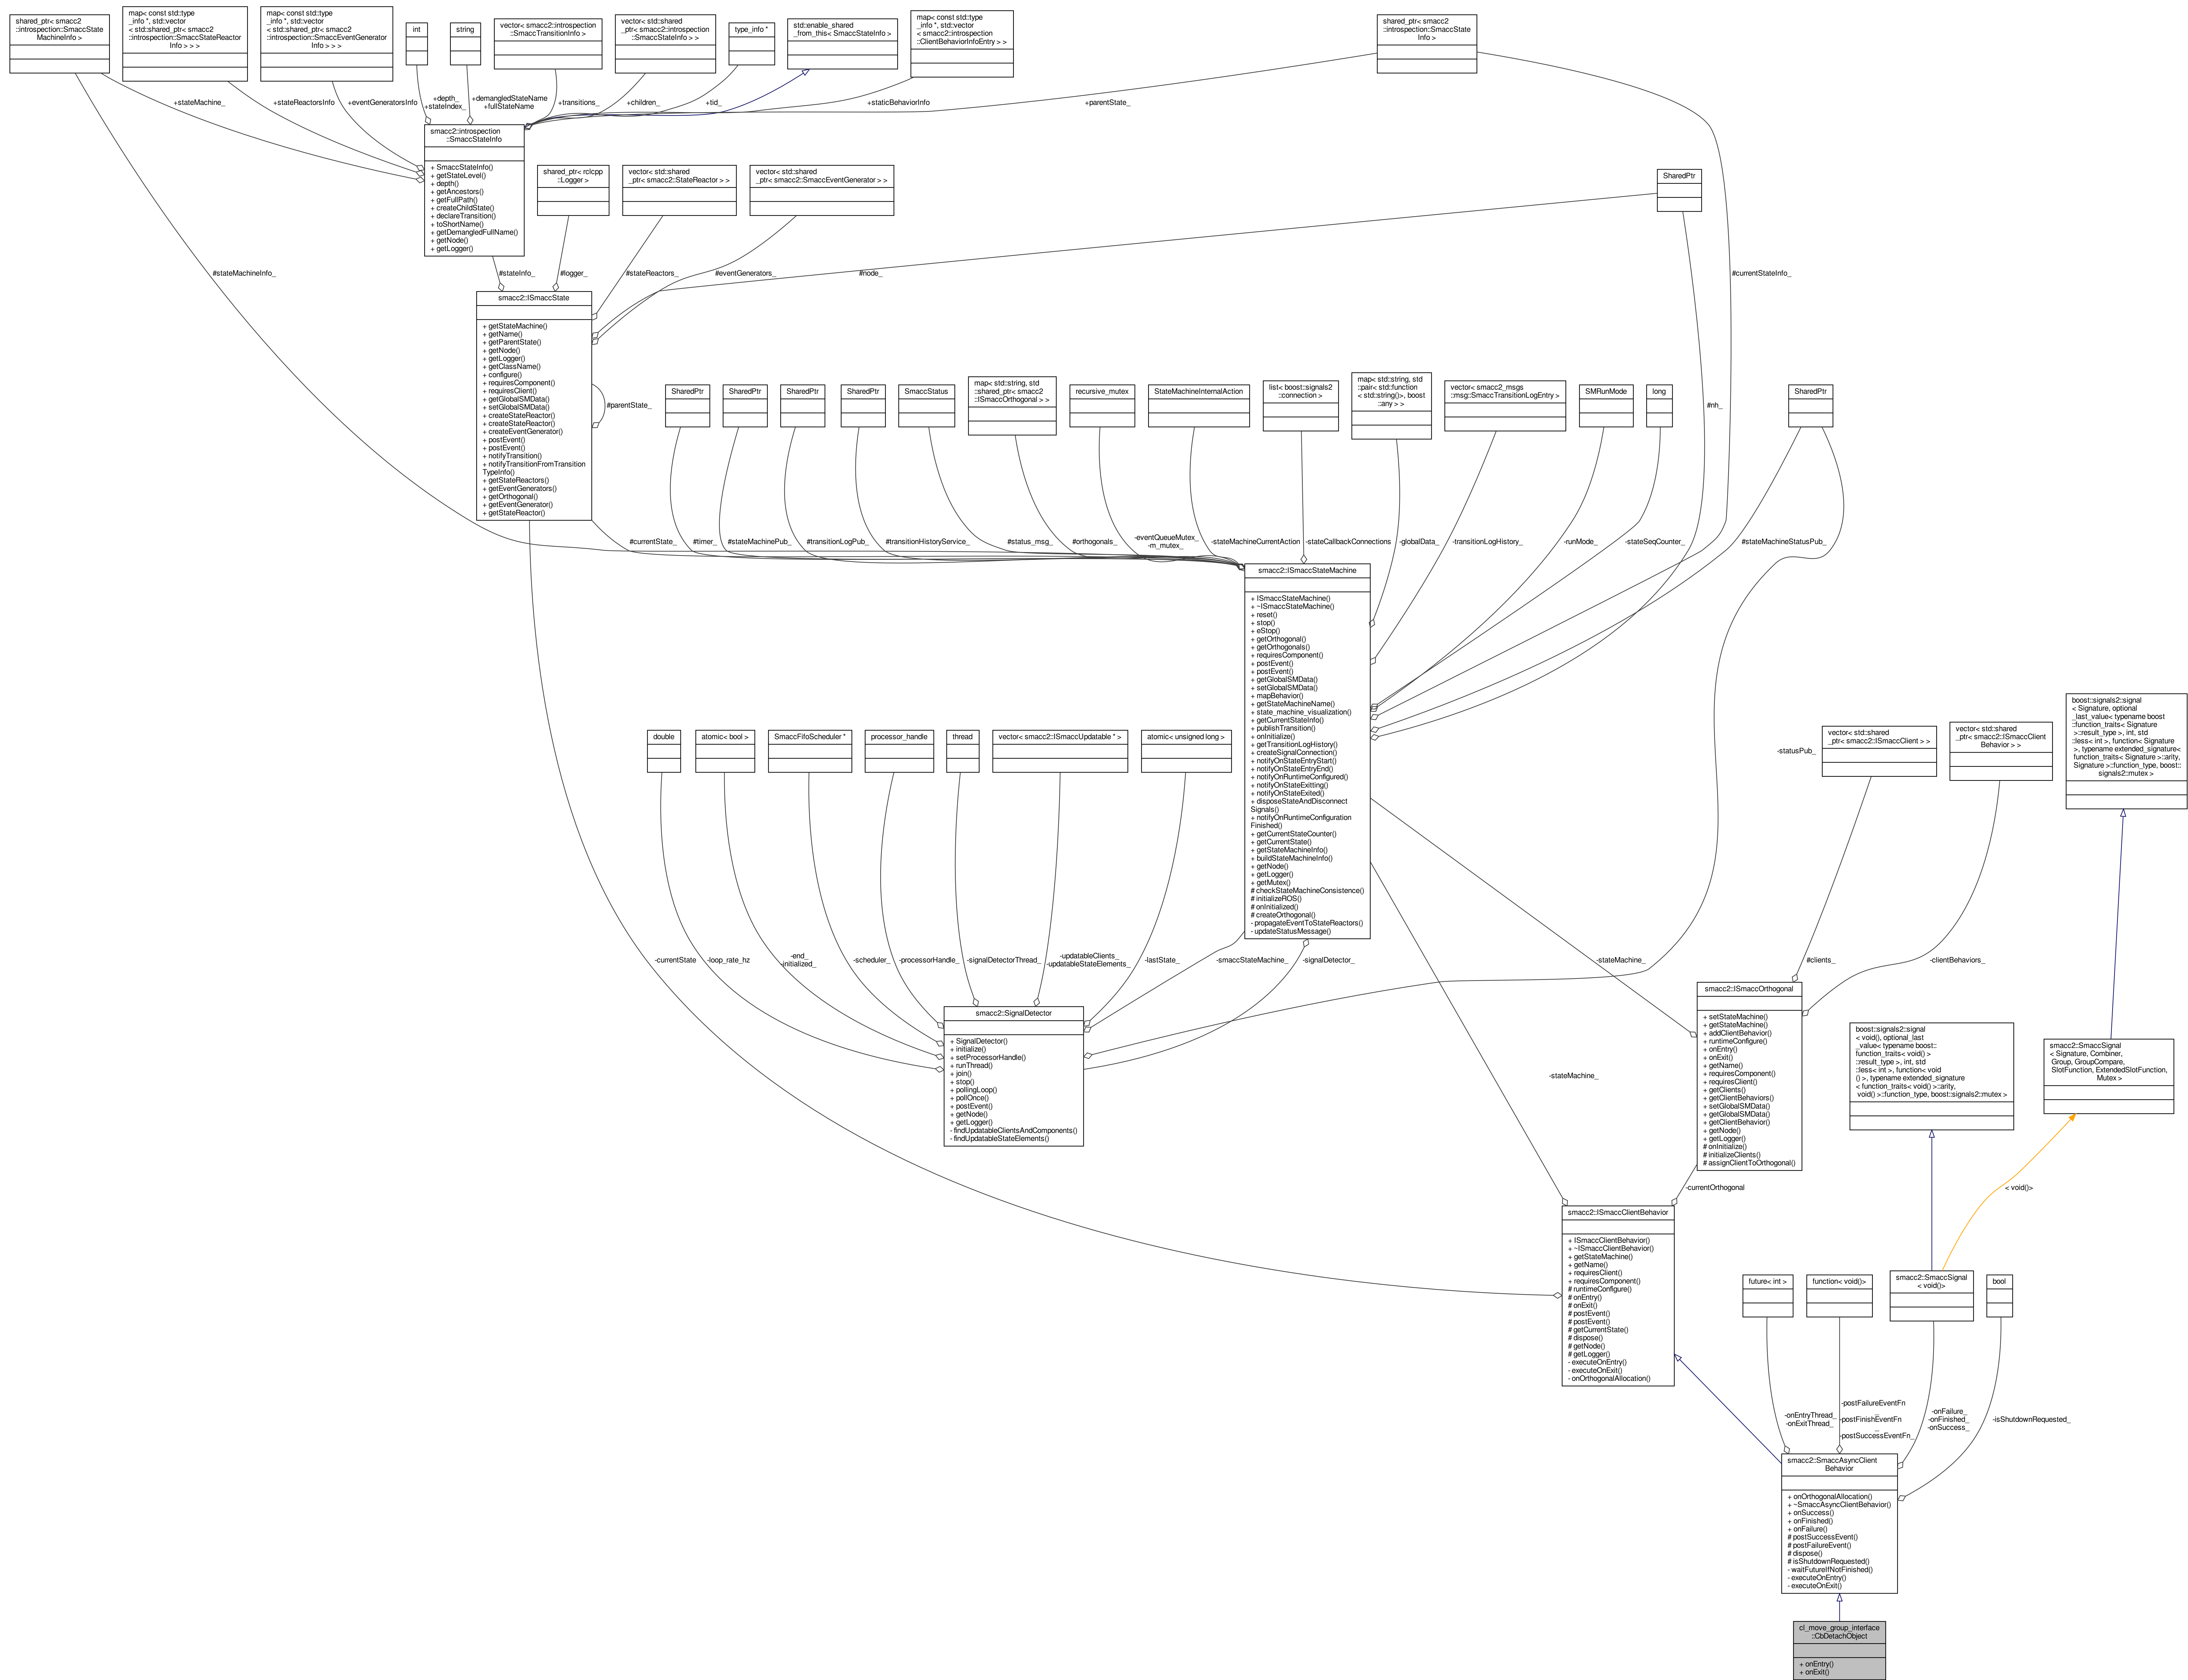 shared_ptr< smacc2
::introspection::SmaccState
MachineInfo >
map< const std::type
_info *, std::vector
< std::shared_ptr< smacc2
::introspection::SmaccStateReactor
Info > > >
map< const std::type
_info *, std::vector
< std::shared_ptr< smacc2
::introspection::SmaccEventGenerator
Info > > >
int
string
vector< smacc2::introspection
::SmaccTransitionInfo >
vector< std::shared
_ptr< smacc2::introspection
::SmaccStateInfo > >
type_info *
std::enable_shared
_from_this< SmaccStateInfo >
map< const std::type
_info *, std::vector
< smacc2::introspection
::ClientBehaviorInfoEntry > >
shared_ptr< smacc2
::introspection::SmaccState
Info >
+stateMachine_
+stateReactorsInfo
+eventGeneratorsInfo
+depth_
+stateIndex_
+demangledStateName
+fullStateName
+transitions_
+children_
+tid_
+staticBehaviorInfo
+parentState_
smacc2::introspection
::SmaccStateInfo
+ SmaccStateInfo()
+ getStateLevel()
+ depth()
+ getAncestors()
+ getFullPath()
+ createChildState()
+ declareTransition()
+ toShortName()
+ getDemangledFullName()
+ getNode()
+ getLogger()
shared_ptr< rclcpp
::Logger >
vector< std::shared
_ptr< smacc2::StateReactor > >
vector< std::shared
_ptr< smacc2::SmaccEventGenerator > >
SharedPtr
#stateMachineInfo_
#stateInfo_
#logger_
#stateReactors_
#eventGenerators_
#node_
#currentStateInfo_
smacc2::ISmaccState
+ getStateMachine()
+ getName()
+ getParentState()
+ getNode()
+ getLogger()
+ getClassName()
+ configure()
+ requiresComponent()
+ requiresClient()
+ getGlobalSMData()
+ setGlobalSMData()
+ createStateReactor()
+ createStateReactor()
+ createEventGenerator()
+ postEvent()
+ postEvent()
+ notifyTransition()
+ notifyTransitionFromTransition
TypeInfo()
+ getStateReactors()
+ getEventGenerators()
+ getOrthogonal()
+ getEventGenerator()
+ getStateReactor()
#parentState_
SharedPtr
SharedPtr
SharedPtr
SharedPtr
SmaccStatus
map< std::string, std
::shared_ptr< smacc2
::ISmaccOrthogonal > >
recursive_mutex
StateMachineInternalAction
list< boost::signals2
::connection >
map< std::string, std
::pair< std::function
< std::string()>, boost
::any > >
vector< smacc2_msgs
::msg::SmaccTransitionLogEntry >
SMRunMode
long
#nh_
SharedPtr
#currentState_
#timer_
#stateMachinePub_
#transitionLogPub_
#transitionHistoryService_
#status_msg_
#orthogonals_
-eventQueueMutex_
-m_mutex_
-stateMachineCurrentAction
-stateCallbackConnections
-globalData_
-transitionLogHistory_
-runMode_
-stateSeqCounter_
#stateMachineStatusPub_
smacc2::ISmaccStateMachine
+ ISmaccStateMachine()
+ ~ISmaccStateMachine()
+ reset()
+ stop()
+ eStop()
+ getOrthogonal()
+ getOrthogonals()
+ requiresComponent()
+ postEvent()
+ postEvent()
+ getGlobalSMData()
+ setGlobalSMData()
+ mapBehavior()
+ getStateMachineName()
+ state_machine_visualization()
+ getCurrentStateInfo()
+ publishTransition()
+ onInitialize()
+ getTransitionLogHistory()
+ createSignalConnection()
+ notifyOnStateEntryStart()
+ notifyOnStateEntryEnd()
+ notifyOnRuntimeConfigured()
+ notifyOnStateExitting()
+ notifyOnStateExited()
+ disposeStateAndDisconnect
Signals()
+ notifyOnRuntimeConfiguration
Finished()
+ getCurrentStateCounter()
+ getCurrentState()
+ getStateMachineInfo()
+ buildStateMachineInfo()
+ getNode()
+ getLogger()
+ getMutex()
# checkStateMachineConsistence()
# initializeROS()
# onInitialized()
# createOrthogonal()
- propagateEventToStateReactors()
- updateStatusMessage()
double
atomic< bool >
SmaccFifoScheduler *
processor_handle
thread
vector< smacc2::ISmaccUpdatable * >
atomic< unsigned long >
-statusPub_
vector< std::shared
_ptr< smacc2::ISmaccClient > >
vector< std::shared
_ptr< smacc2::ISmaccClient
Behavior > >
boost::signals2::signal
< Signature, optional
_last_value< typename boost
::function_traits< Signature
>::result_type >, int, std
::less< int >, function< Signature
>, typename extended_signature<
function_traits< Signature >::arity,
Signature >::function_type, boost::
signals2::mutex >
-currentState
-loop_rate_hz
-end_
-initialized_
-scheduler_
-processorHandle_
-signalDetectorThread_
-updatableClients_
-updatableStateElements_
-lastState_
-smaccStateMachine_
-signalDetector_
-stateMachine_
#clients_
-clientBehaviors_
smacc2::SignalDetector
+ SignalDetector()
+ initialize()
+ setProcessorHandle()
+ runThread()
+ join()
+ stop()
+ pollingLoop()
+ pollOnce()
+ postEvent()
+ getNode()
+ getLogger()
- findUpdatableClientsAndComponents()
- findUpdatableStateElements()
smacc2::ISmaccOrthogonal
+ setStateMachine()
+ getStateMachine()
+ addClientBehavior()
+ runtimeConfigure()
+ onEntry()
+ onExit()
+ getName()
+ requiresComponent()
+ requiresClient()
+ getClients()
+ getClientBehaviors()
+ setGlobalSMData()
+ getGlobalSMData()
+ getClientBehavior()
+ getNode()
+ getLogger()
# onInitialize()
# initializeClients()
# assignClientToOrthogonal()
boost::signals2::signal
< void(), optional_last
_value< typename boost::
function_traits< void() >
::result_type >, int, std
::less< int >, function< void
() >, typename extended_signature
< function_traits< void() >::arity,
void() >::function_type, boost::signals2::mutex >
smacc2::SmaccSignal
< Signature, Combiner,
Group, GroupCompare,
SlotFunction, ExtendedSlotFunction,
Mutex >
-stateMachine_
-currentOrthogonal
< void()>
smacc2::ISmaccClientBehavior
+ ISmaccClientBehavior()
+ ~ISmaccClientBehavior()
+ getStateMachine()
+ getName()
+ requiresClient()
+ requiresComponent()
# runtimeConfigure()
# onEntry()
# onExit()
# postEvent()
# postEvent()
# getCurrentState()
# dispose()
# getNode()
# getLogger()
- executeOnEntry()
- executeOnExit()
- onOrthogonalAllocation()
future< int >
function< void()>
smacc2::SmaccSignal
< void()>
bool
-onEntryThread_
-onExitThread_
-postFailureEventFn
_
-postFinishEventFn
_
-postSuccessEventFn_
-onFailure_
-onFinished_
-onSuccess_
-isShutdownRequested_
smacc2::SmaccAsyncClient
Behavior
+ onOrthogonalAllocation()
+ ~SmaccAsyncClientBehavior()
+ onSuccess()
+ onFinished()
+ onFailure()
# postSuccessEvent()
# postFailureEvent()
# dispose()
# isShutdownRequested()
- waitFutureIfNotFinished()
- executeOnEntry()
- executeOnExit()
cl_move_group_interface
::CbDetachObject
+ onEntry()
+ onExit()